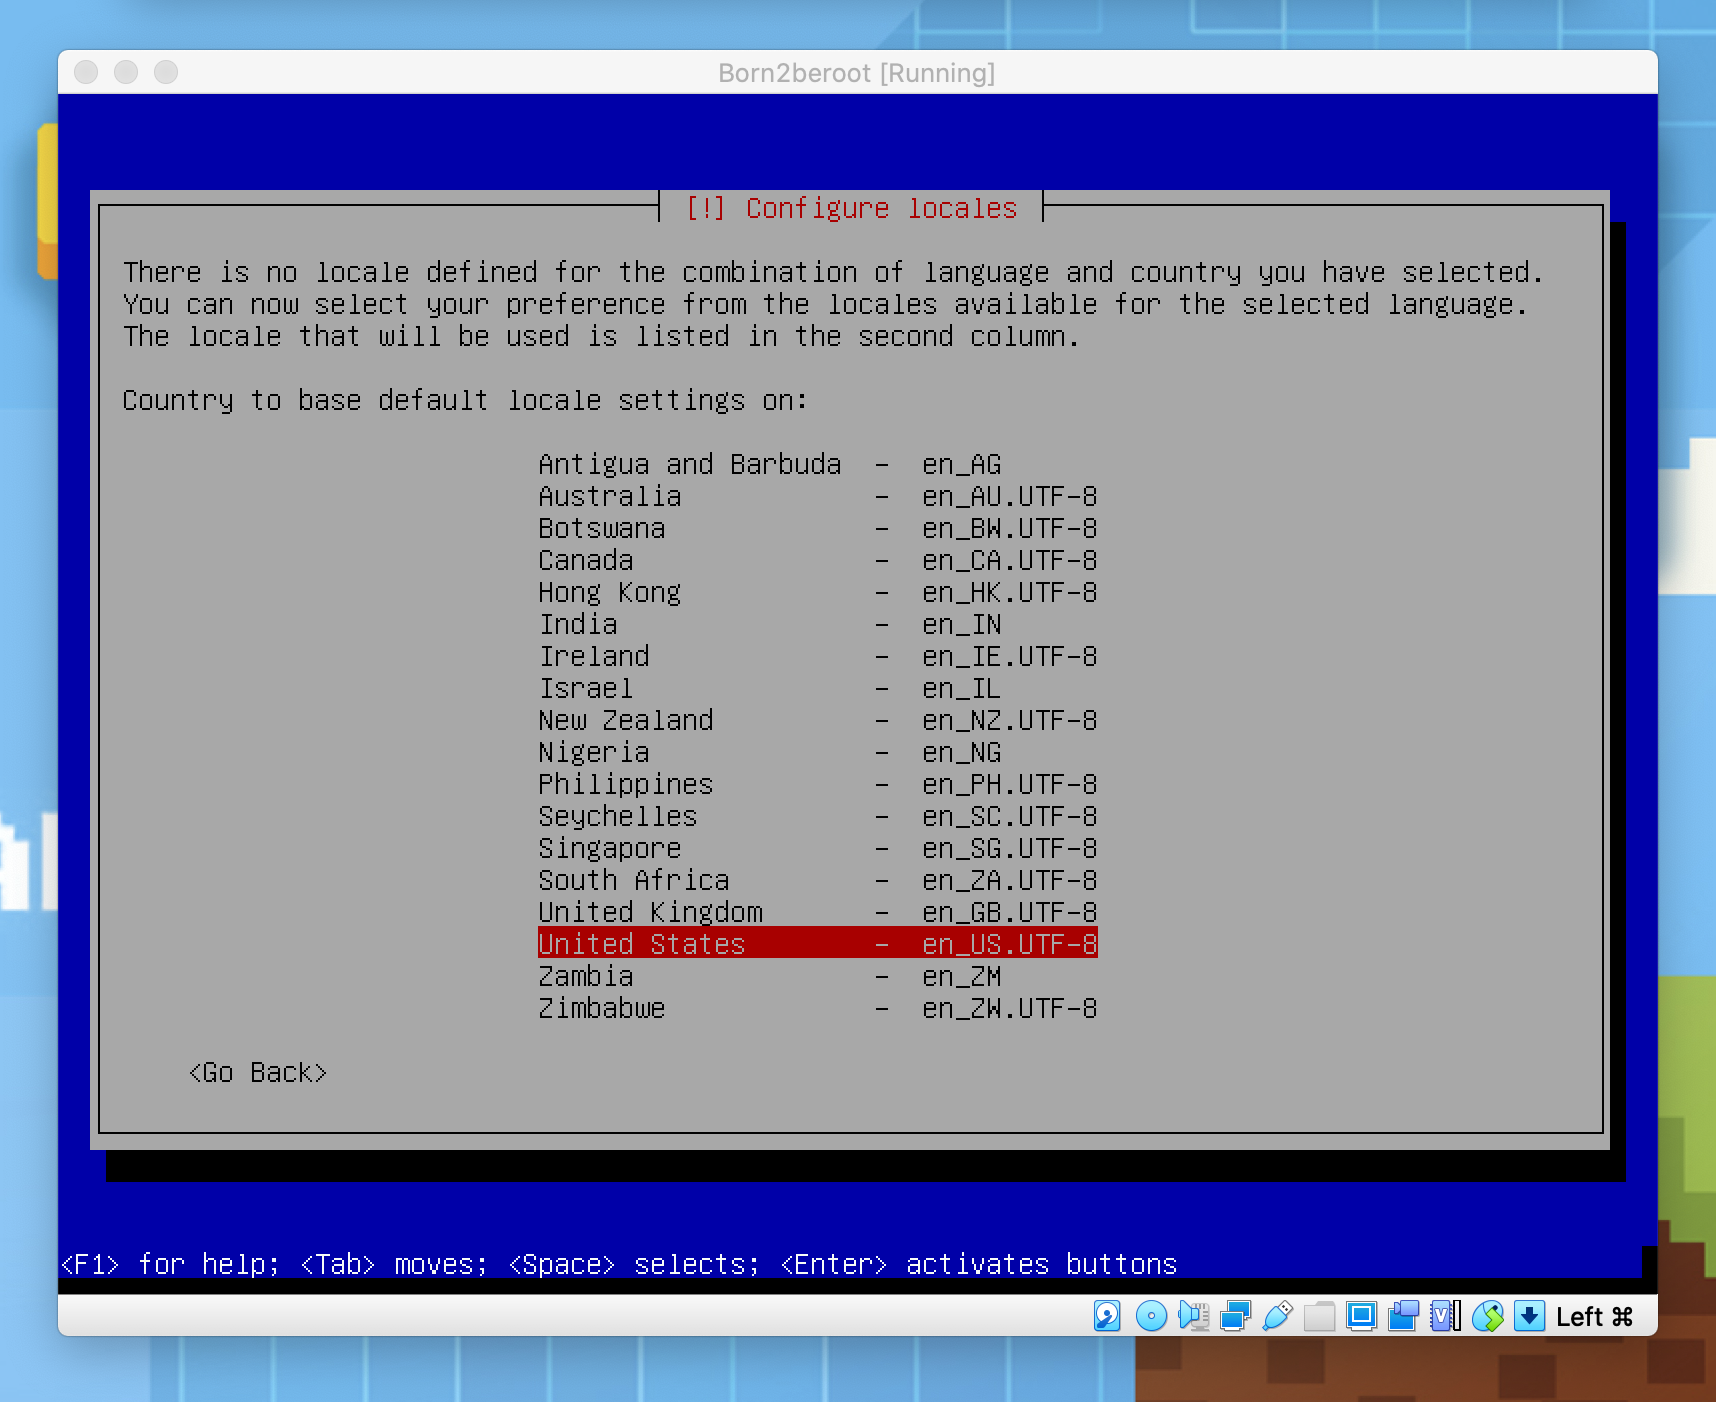 Born2beroot [Running]
[!] Configure locales
There is no locale defined for the combination of language and country you have selected.
You can now select your preference from the locales available for the selected language.
The locale that will be used is listed in the second column.
Country to base default locale settings on:
Antigua and Barbuda - en_AG
Australia - en_AU.UTF-8
Botswana - en_BW.UTF-8
Canada - en_CA.UTF-8
Hong Kong - en_HK.UTF-8
India - en_IN
Ireland - en_IE.UTF-8
Israel - en_IL
New Zealand - en_NZ.UTF-8
Nigeria - en_NG
Philippines - en_PH.UTF-8
Seychelles - en_SC.UTF-8
Singapore - en_SG.UTF-8
South Africa - en_ZA.UTF-8
United Kingdom - en_GB.UTF-8
United States - en_US.UTF-8
Zambia - en_ZM
Zimbabwe - en_ZW.UTF-8
<Go Back>
<F1> for help; <Tab> moves; <Space> selects; <Enter> activates buttons
Left ⌘